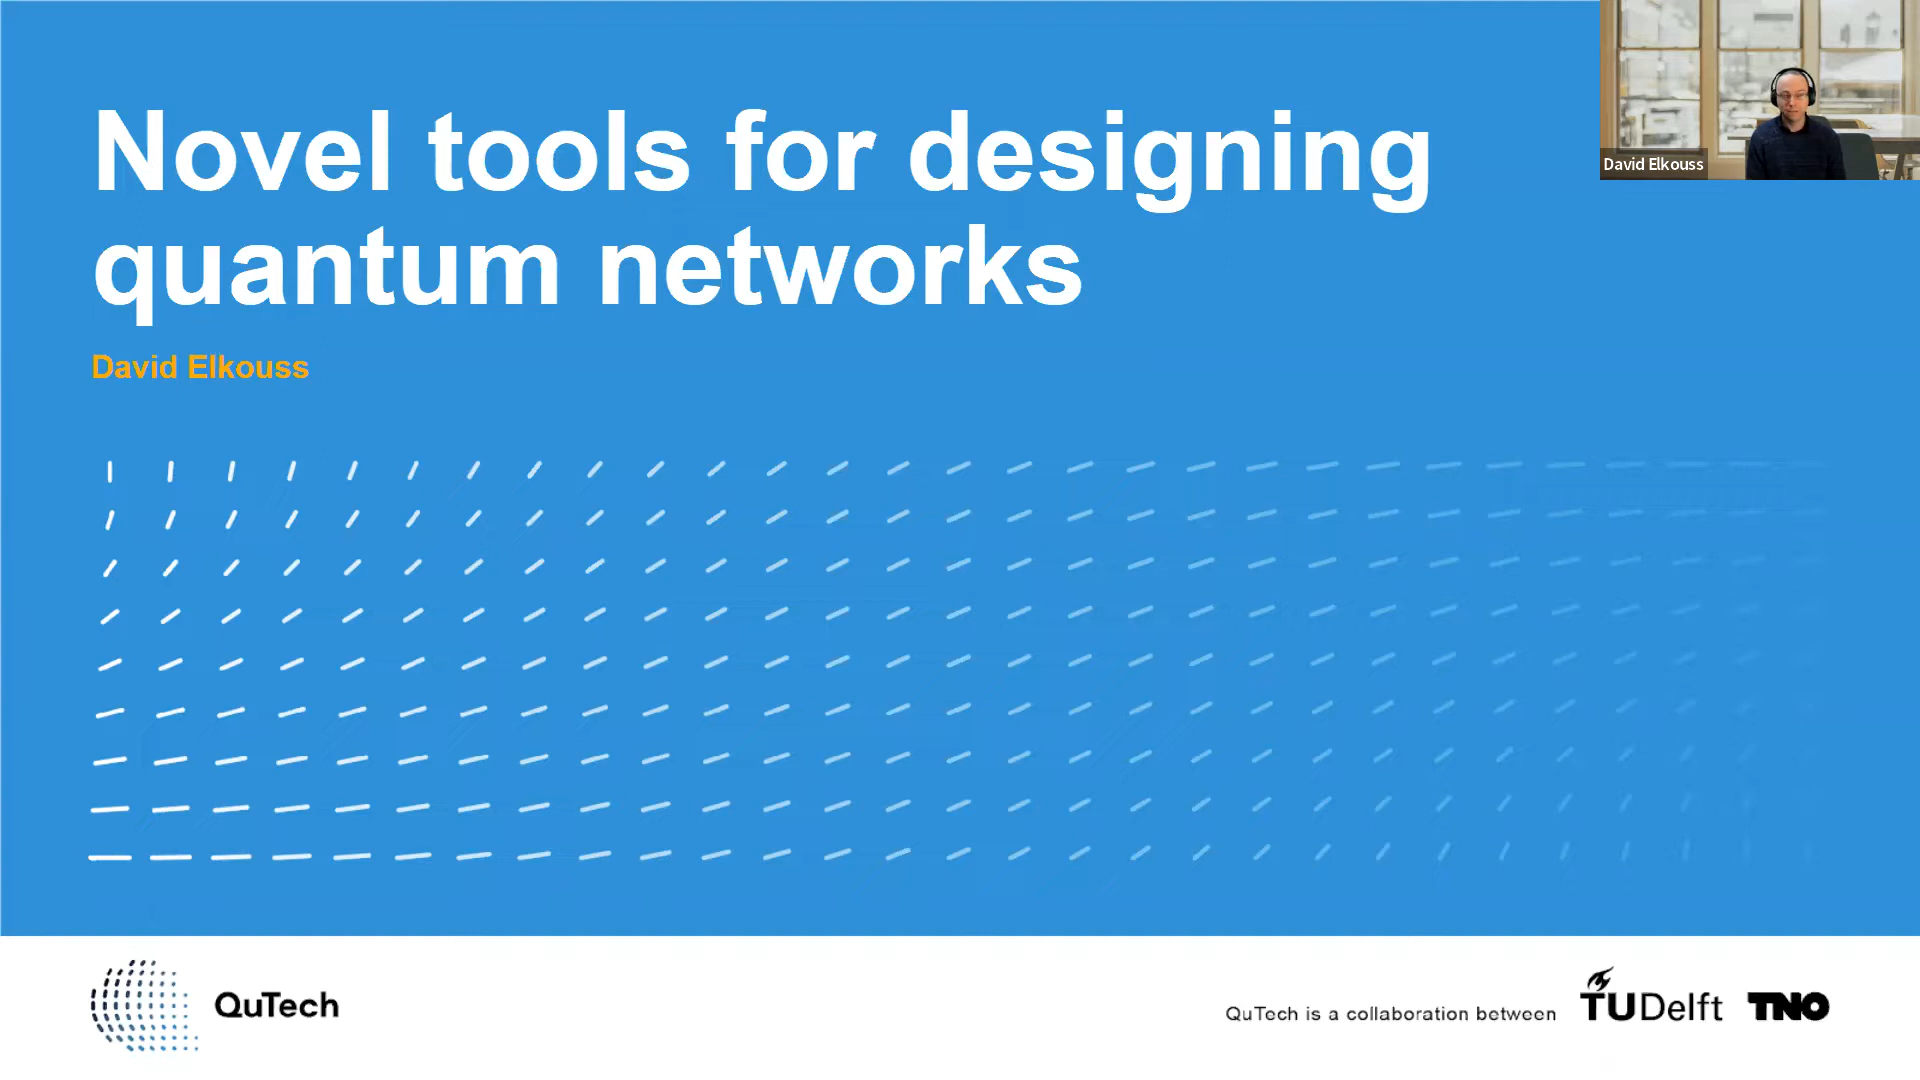 Novel tools for designing
quantum networks
David Elkouss
David Elkouss
QuTech
QuTech is a collaboration between
TUDelft
TNO